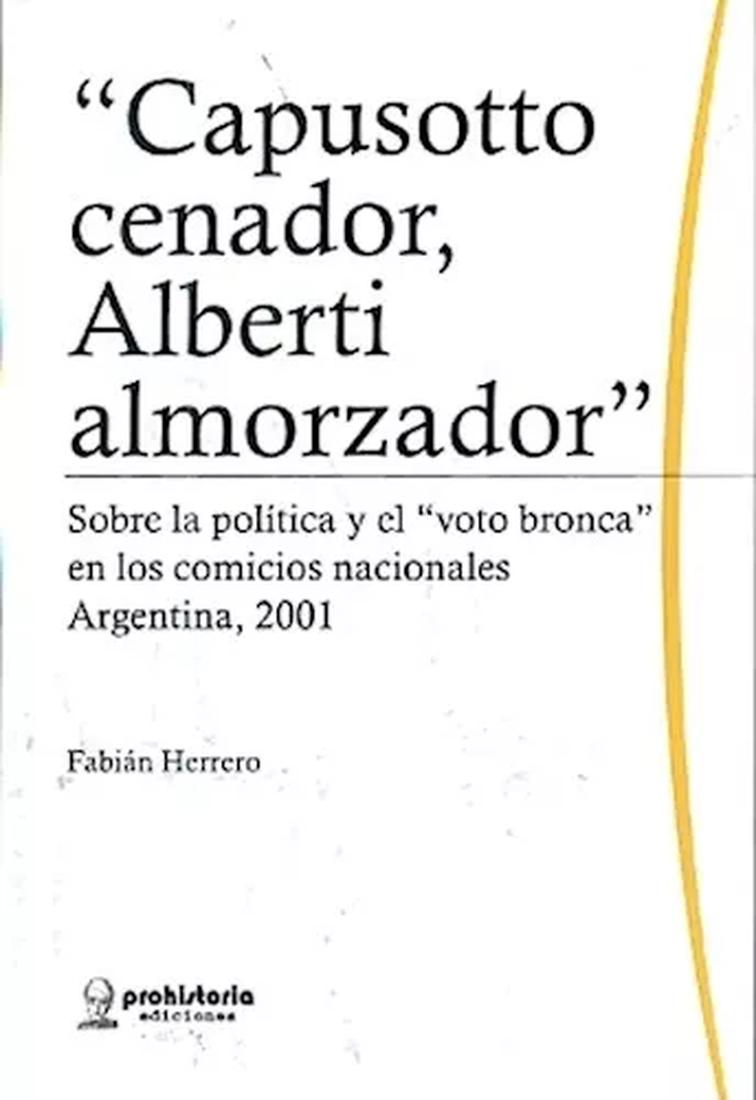 “Capusotto
cenador,
Alberti
almorzador”
Sobre la política y el “voto bronca”
en los comicios nacionales
Argentina, 2001
Fabián Herrero
prohistoria
ediciones